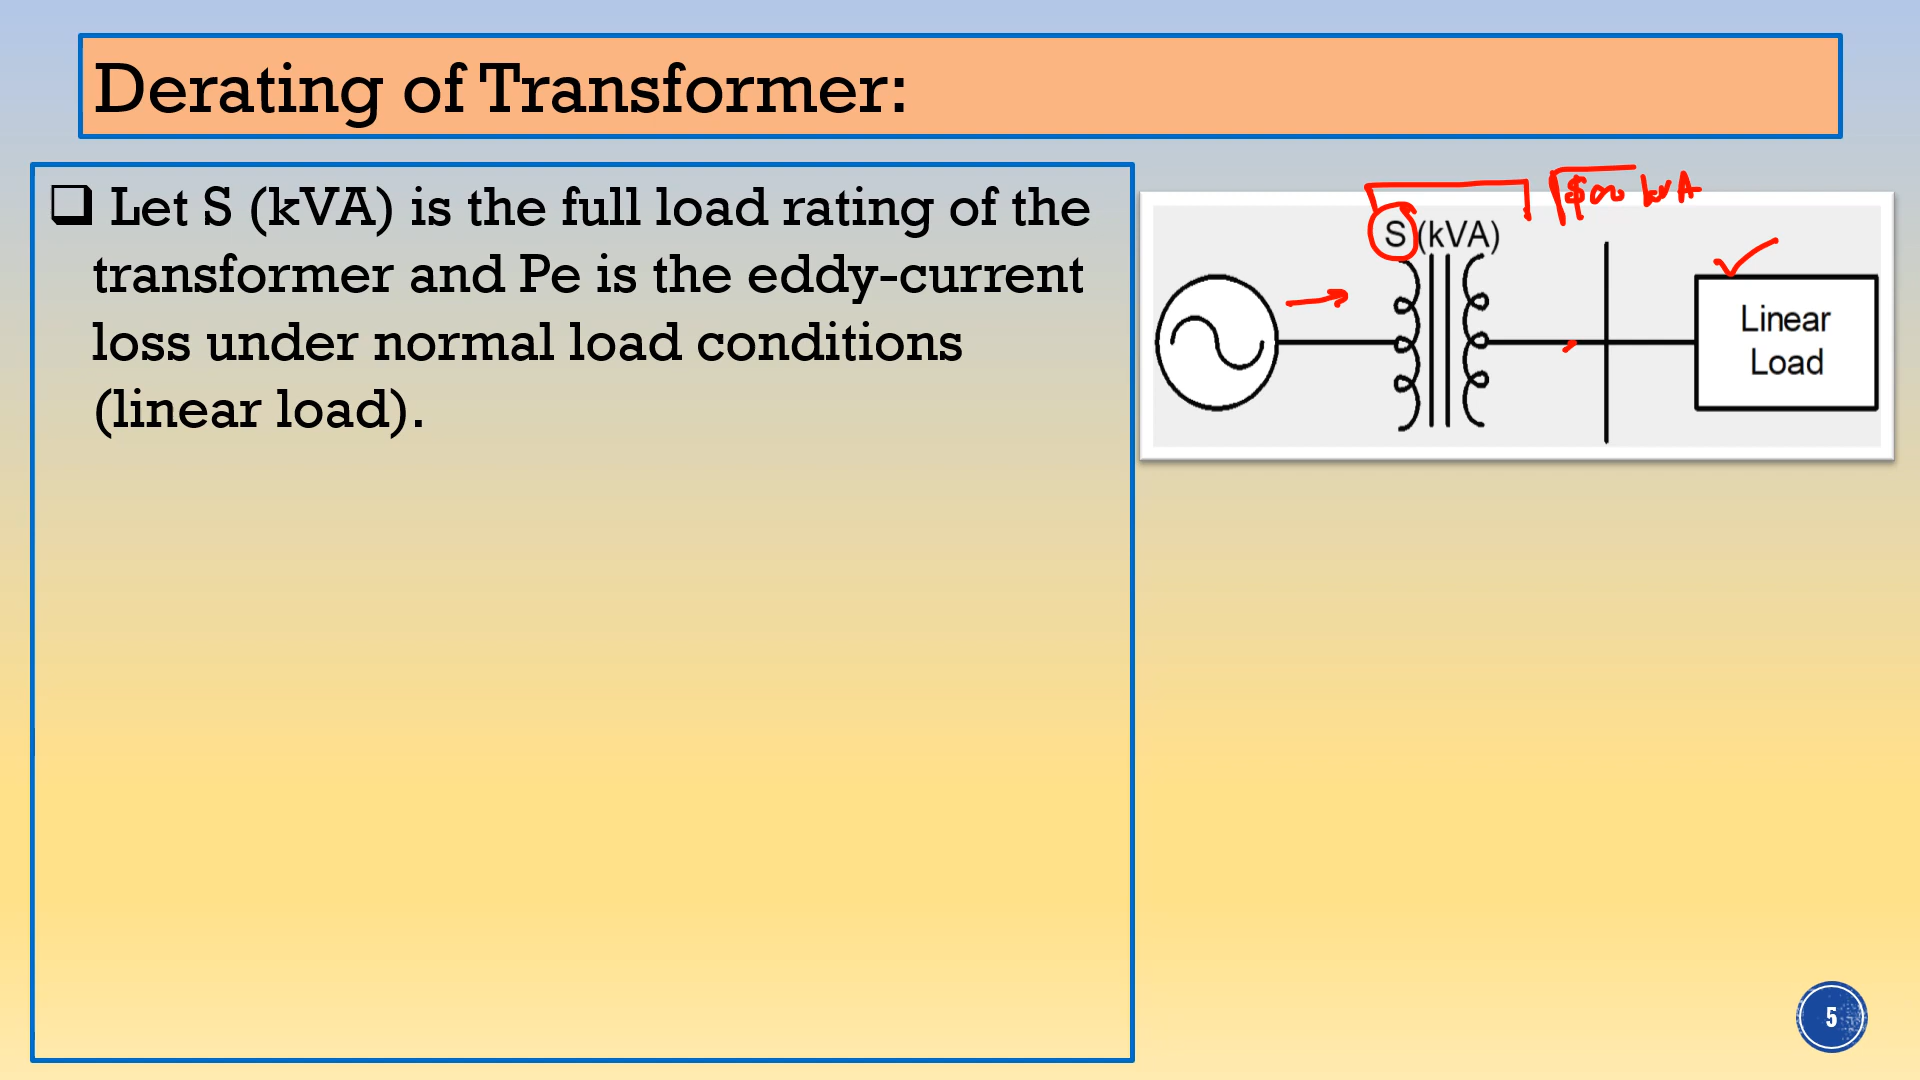 Derating of Transformer:
❑ Let S (kVA) is the full load rating of the
transformer and Pe is the eddy-current
loss under normal load conditions
(linear load).
kVA
S (kVA)
Linear
Load
5